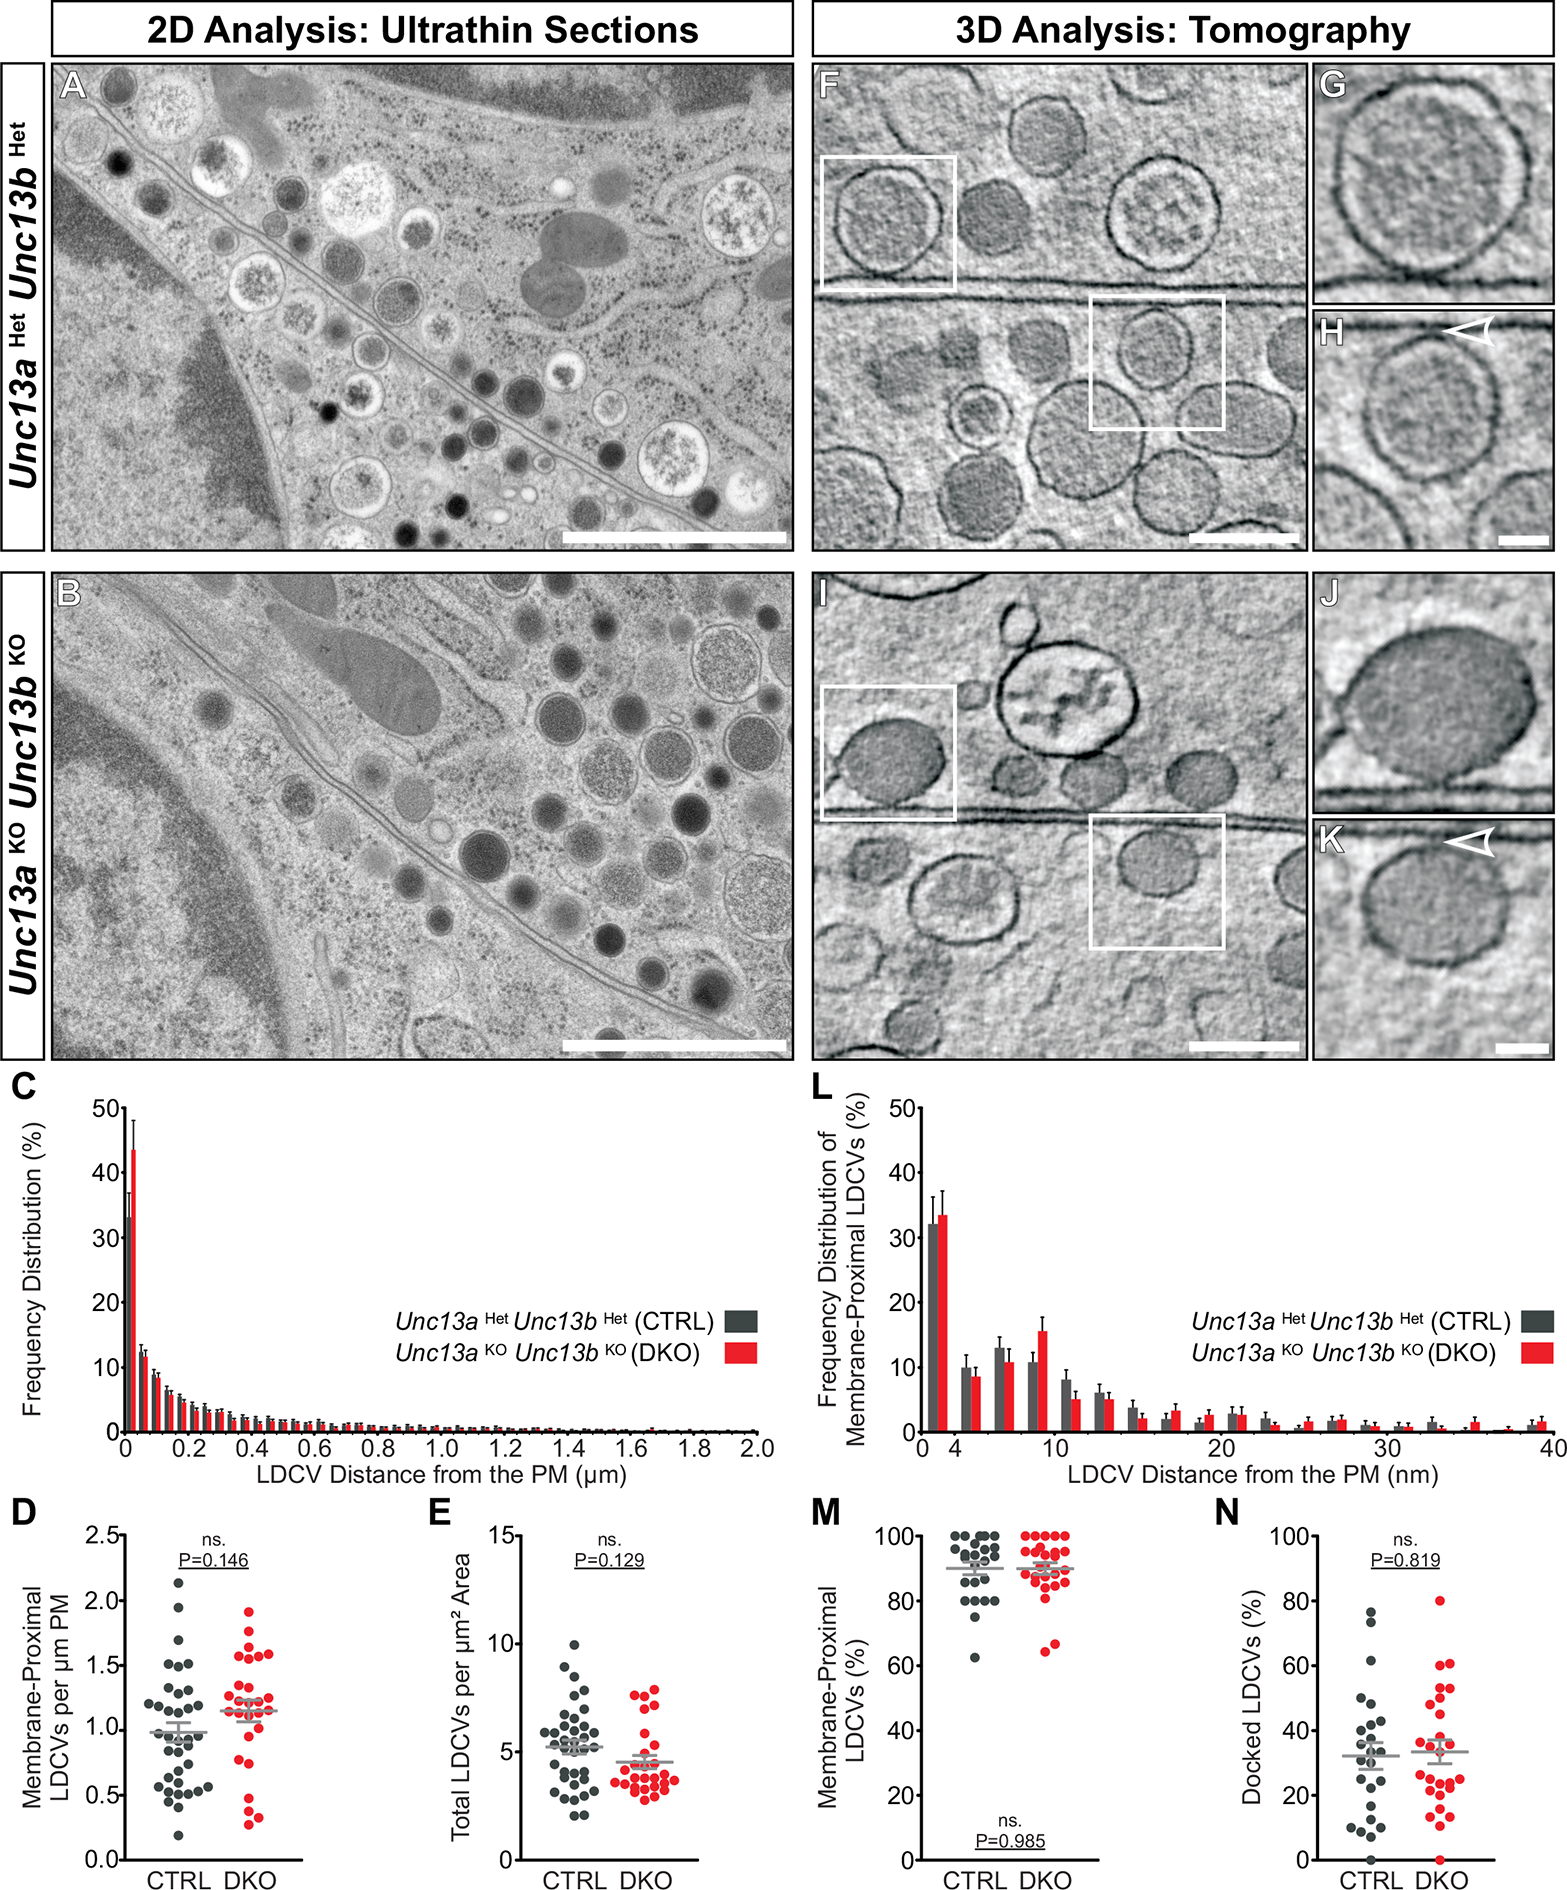 2D Analysis: Ultrathin Sections
3D Analysis: Tomography
Unc13a Het Unc13b Het
A
F
G
H
Unc13a KO Unc13b KO
B
I
J
K
C
Frequency Distribution (%)
50
40
30
20
10
0
Unc13a Het Unc13b Het (CTRL)
Unc13a KO Unc13b KO (DKO)
0 0.2 0.4 0.6 0.8 1.0 1.2 1.4 1.6 1.8 2.0
LDCV Distance from the PM (µm)
L
Frequency Distribution of
Membrane-Proximal LDCVs (%)
50
40
30
20
10
0
Unc13a Het Unc13b Het (CTRL)
Unc13a KO Unc13b KO (DKO)
0 4 10 20 30 40
LDCV Distance from the PM (nm)
D
Membrane-Proximal
LDCVs per µm PM
2.5
2.0
1.5
1.0
0.5
0.0
ns.
P=0.146
CTRL DKO
E
Total LDCVs per µm² Area
15
10
5
0
ns.
P=0.129
CTRL DKO
M
Membrane-Proximal
LDCVs (%)
100
80
60
40
20
0
ns.
P=0.985
CTRL DKO
N
Docked LDCVs (%)
100
80
60
40
20
0
ns.
P=0.819
CTRL DKO